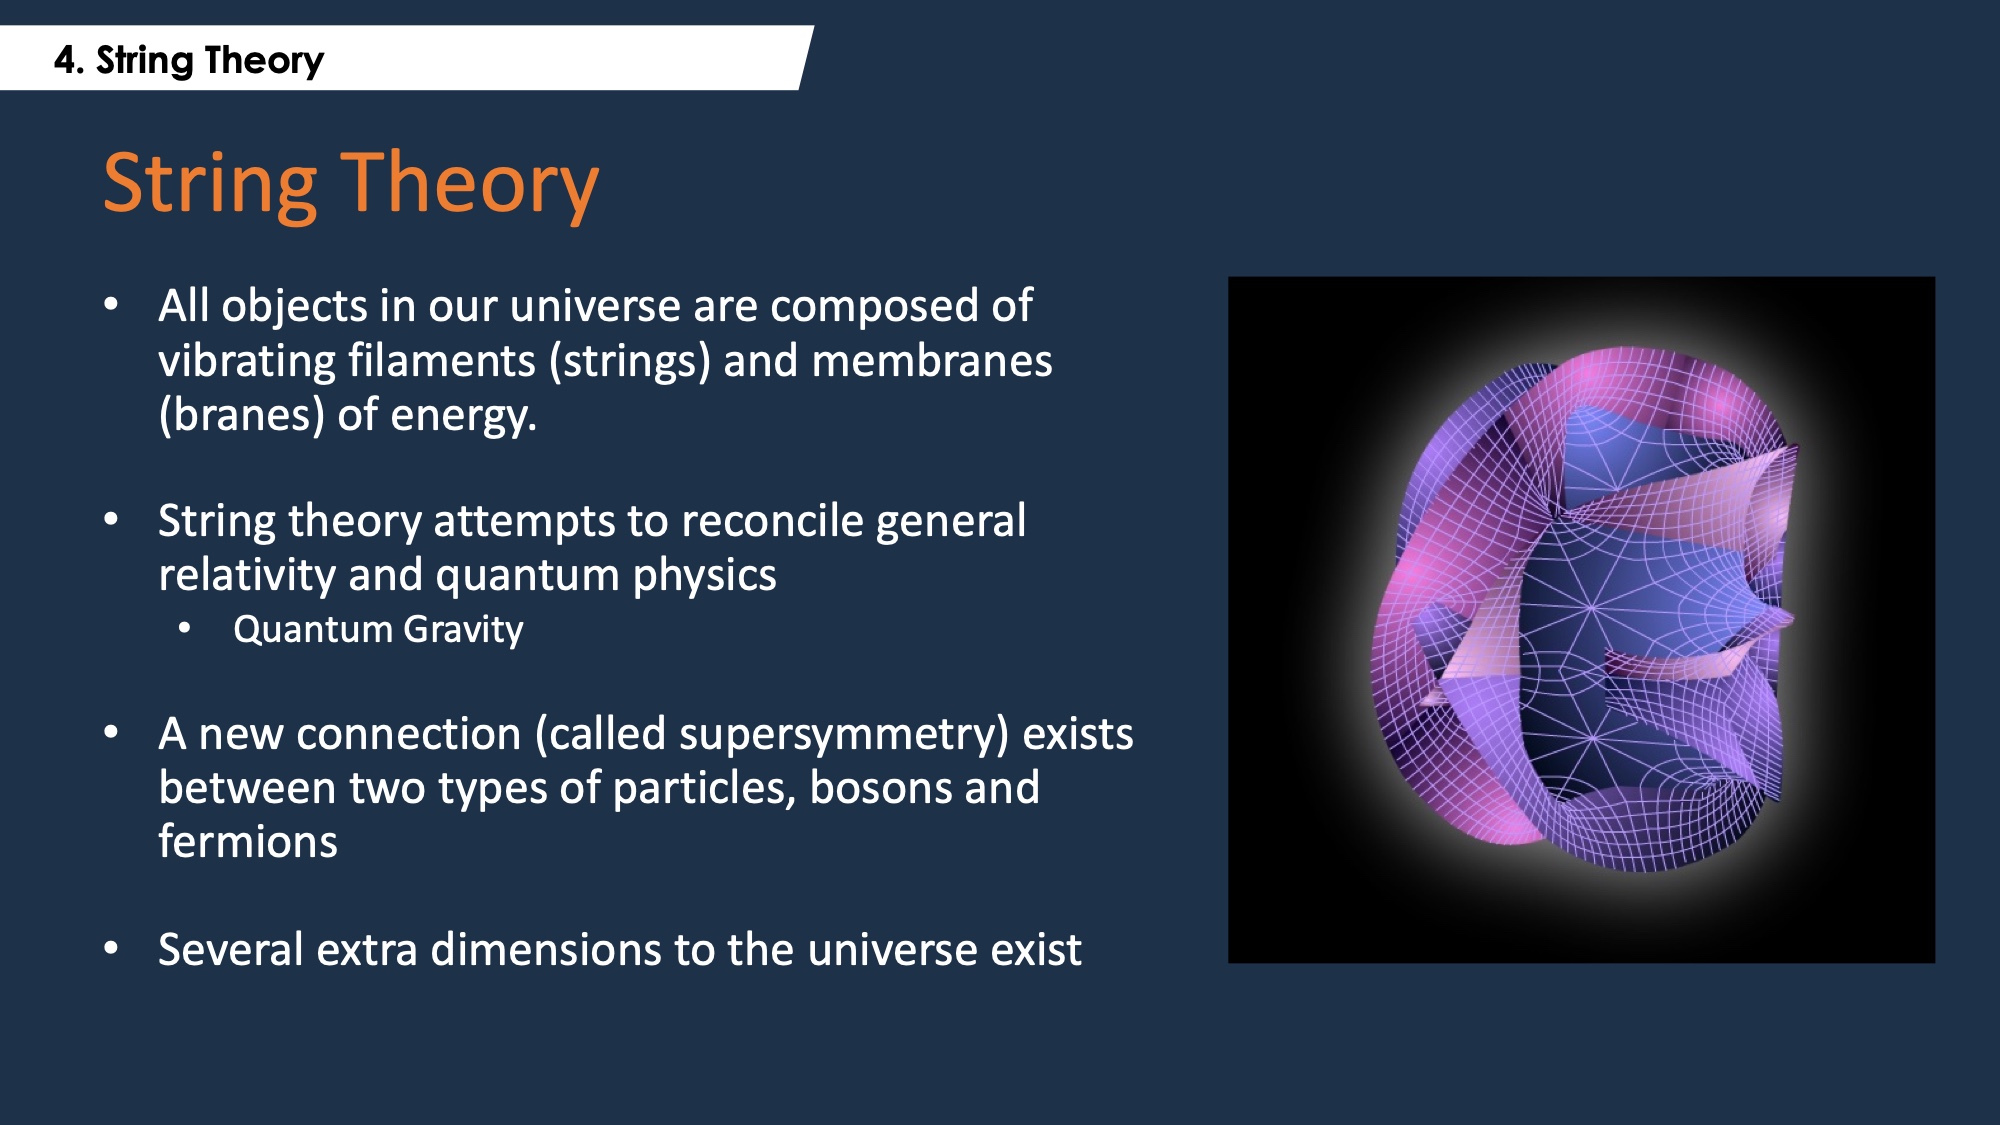 4. String Theory
String Theory
• All objects in our universe are composed of
vibrating filaments (strings) and membranes
(branes) of energy.
• String theory attempts to reconcile general
relativity and quantum physics
• Quantum Gravity
• A new connection (called supersymmetry) exists
between two types of particles, bosons and
fermions
• Several extra dimensions to the universe exist